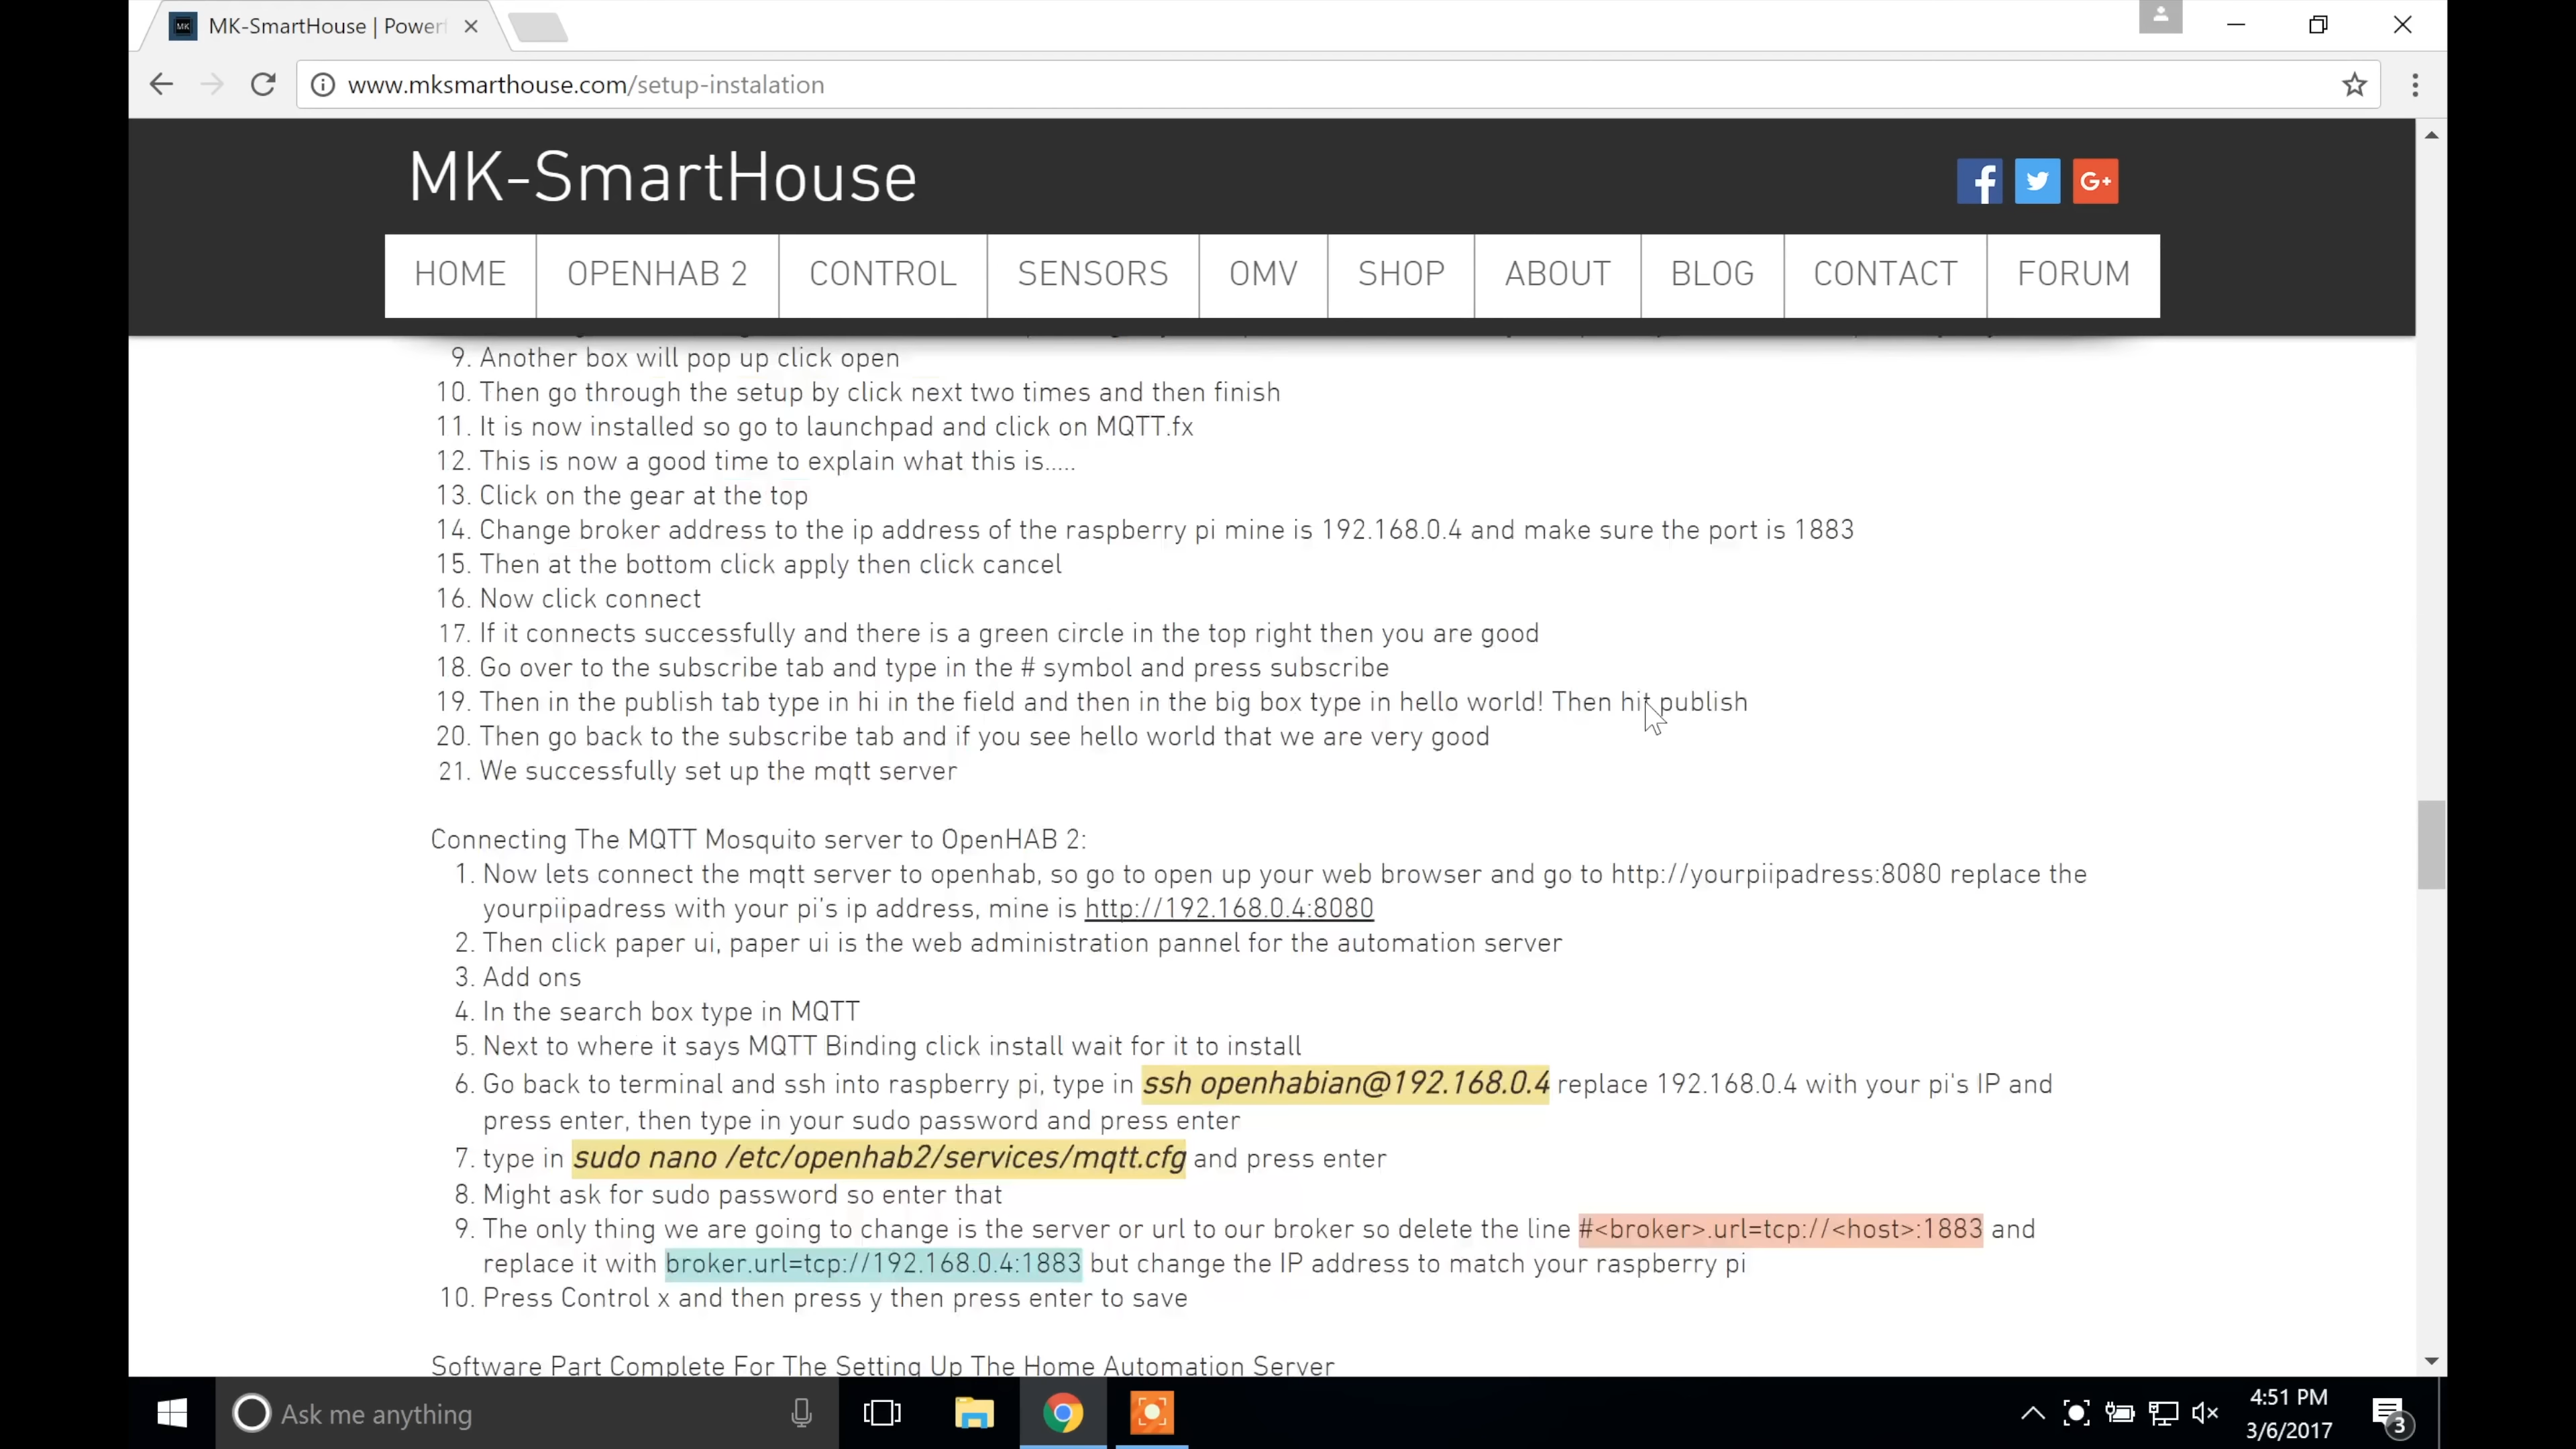 MK-SmartHouse | Power
www.mksmarthouse.com/setup-instalation
MK-SmartHouse
HOME OPENHAB 2 CONTROL SENSORS OMV SHOP ABOUT BLOG CONTACT FORUM
9. Another box will pop up click open
10. Then go through the setup by click next two times and then finish
11. It is now installed so go to launchpad and click on MQTT.fx
12. This is now a good time to explain what this is.....
13. Click on the gear at the top
14. Change broker address to the ip address of the raspberry pi mine is 192.168.0.4 and make sure the port is 1883
15. Then at the bottom click apply then click cancel
16. Now click connect
17. If it connects successfully and there is a green circle in the top right then you are good
18. Go over to the subscribe tab and type in the # symbol and press subscribe
19. Then in the publish tab type in hi in the field and then in the big box type in hello world! Then hit publish
20. Then go back to the subscribe tab and if you see hello world that we are very good
21. We successfully set up the mqtt server
Connecting The MQTT Mosquito server to OpenHAB 2:
1. Now lets connect the mqtt server to openhab, so go to open up your web browser and go to http://yourpiipadress:8080 replace the
yourpiipadress with your pi's ip address, mine is http://192.168.0.4:8080
2. Then click paper ui, paper ui is the web administration pannel for the automation server
3. Add ons
4. In the search box type in MQTT
5. Next to where it says MQTT Binding click install wait for it to install
6. Go back to terminal and ssh into raspberry pi, type in ssh openhabian@192.168.0.4 replace 192.168.0.4 with your pi's IP and
press enter, then type in your sudo password and press enter
7. type in sudo nano /etc/openhab2/services/mqtt.cfg and press enter
8. Might ask for sudo password so enter that
9. The only thing we are going to change is the server or url to our broker so delete the line #<broker>.url=tcp://<host>:1883 and
replace it with broker.url=tcp://192.168.0.4:1883 but change the IP address to match your raspberry pi
10. Press Control x and then press y then press enter to save
Software Part Complete For The Setting Up The Home Automation Server
Ask me anything
4:51 PM
3/6/2017
3